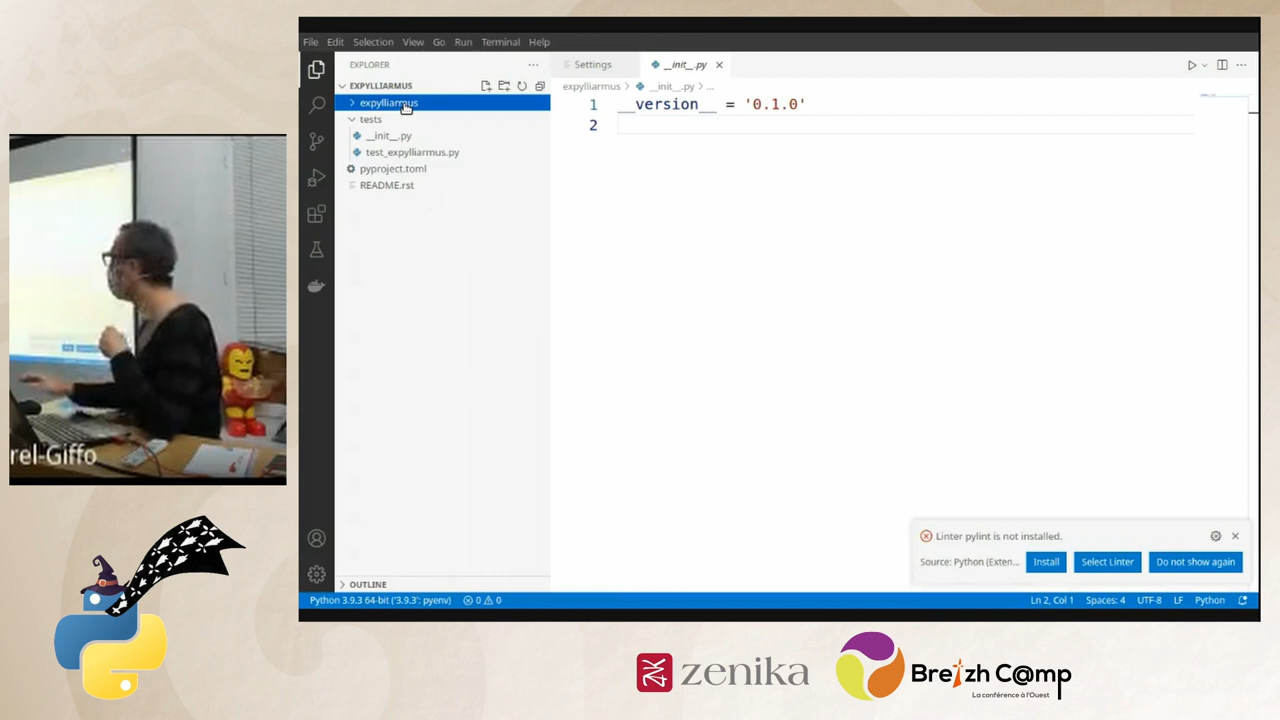 File Edit Selection View Go Run Terminal Help
EXPLORER
Settings
__init__.py
EXPYLLIARMUS
expylliarmus > __init__.py > ...
expylliarmus
tests
__init__.py
test_expylliarmus.py
pyproject.toml
README.rst
1 __version__ = '0.1.0'
2
Linter pylint is not installed.
Source: Python (Exten...
Install
Select Linter
Do not show again
OUTLINE
Python 3.9.3 64-bit ('3.9.3': pyenv)
0 0
Ln 2, Col 1
Spaces: 4
UTF-8
LF
Python
rel-Giffo
zenika
Breizh C@mp
La conférence à l'Ouest